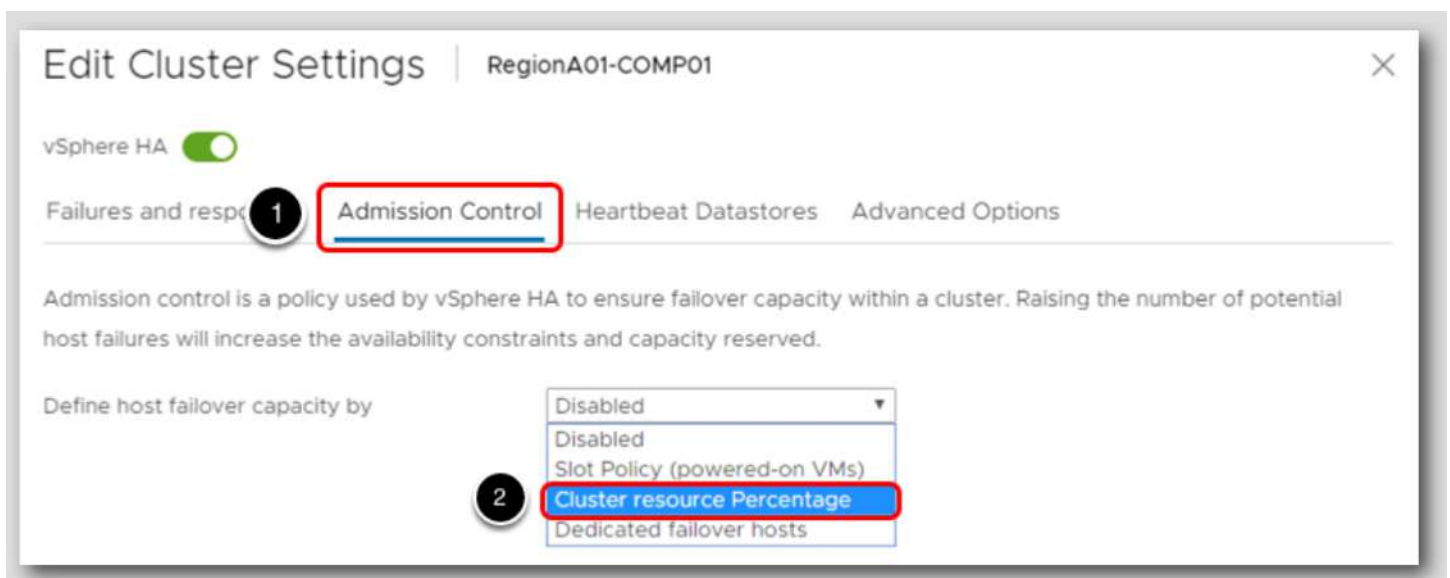 Edit Cluster Settings RegionA01-COMP01
vSphere HA
Failures and respo 1 Admission Control Heartbeat Datastores Advanced Options
Admission control is a policy used by vSphere HA to ensure failover capacity within a cluster. Raising the number of potential
host failures will increase the availability constraints and capacity reserved.
Define host failover capacity by Disabled
Disabled
Slot Policy (powered-on VMs)
2 Cluster resource Percentage
Dedicated failover hosts